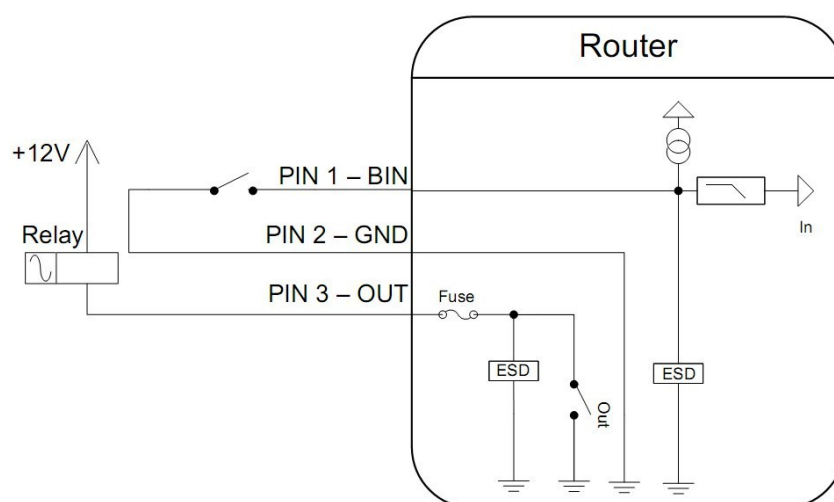 Router
+12V
PIN 1 – BIN
In
PIN 2 – GND
Relay
PIN 3 – OUT
Fuse
ESD
ESD
Out